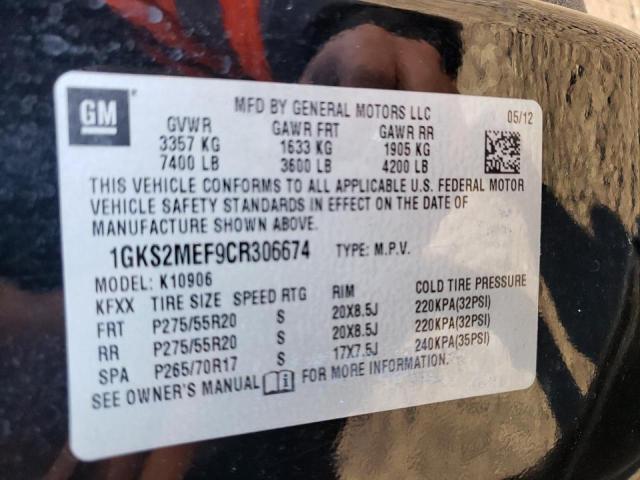 GM
MFD BY GENERAL MOTORS LLC
05/12
GVWR GAWR FRT GAWR RR
3357 KG 1633 KG 1905 KG
7400 LB 3600 LB 4200 LB
THIS VEHICLE CONFORMS TO ALL APPLICABLE U.S. FEDERAL MOTOR
VEHICLE SAFETY STANDARDS IN EFFECT ON THE DATE OF
MANUFACTURE SHOWN ABOVE.
1GKS2MEF9CR306674 TYPE: M.P.V.
MODEL: K10906
KFXX TIRE SIZE SPEED RTG RIM COLD TIRE PRESSURE
FRT P275/55R20 S 20X8.5J 220KPA(32PSI)
RR P275/55R20 S 20X8.5J 220KPA(32PSI)
SPA P265/70R17 S 17X7.5J 240KPA(35PSI)
SEE OWNER'S MANUAL FOR MORE INFORMATION.